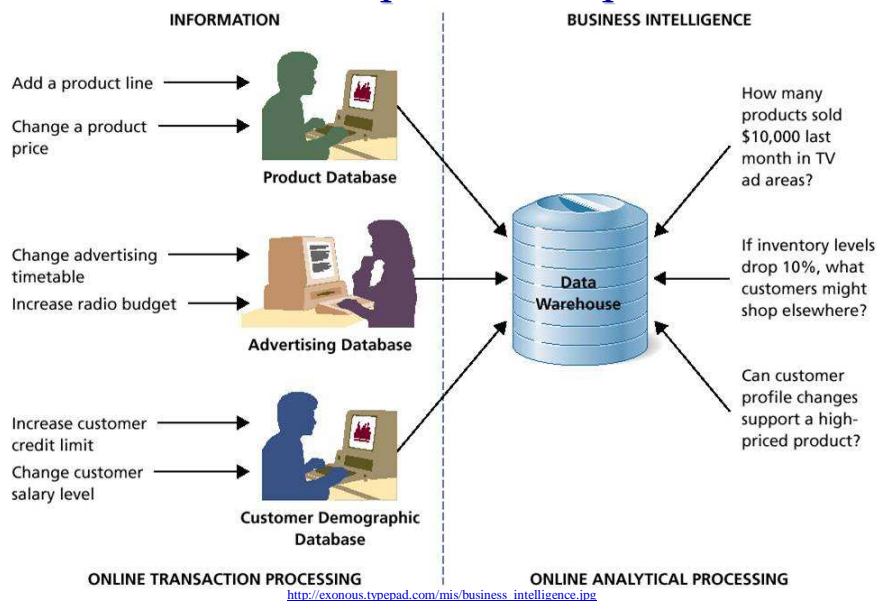 INFORMATION
BUSINESS INTELLIGENCE
Add a product line
Change a product
price
Product Database
Change advertising
timetable
Increase radio budget
Advertising Database
Increase customer
credit limit
Change customer
salary level
Customer Demographic
Database
Data
Warehouse
How many
products sold
$10,000 last
month in TV
ad areas?
If inventory levels
drop 10%, what
customers might
shop elsewhere?
Can customer
profile changes
support a high-
priced product?
ONLINE TRANSACTION PROCESSING
ONLINE ANALYTICAL PROCESSING
http://exonous.typepad.com/mis/business_intelligence.jpg